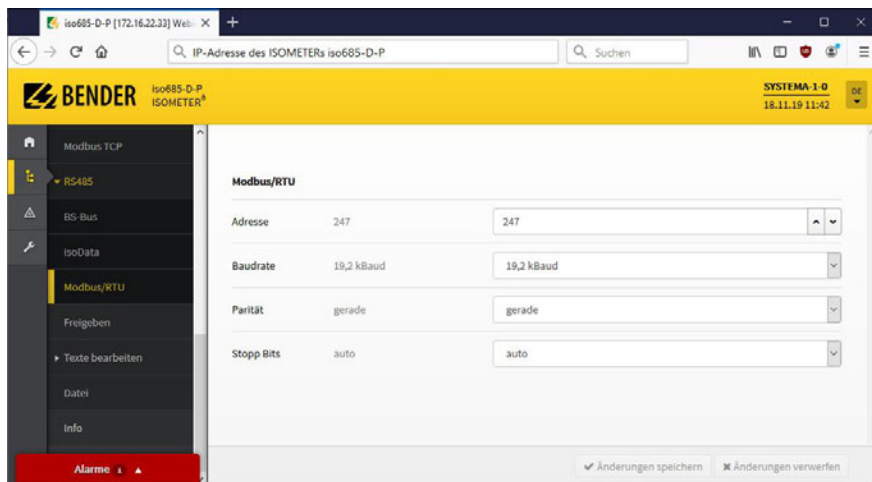 iso685-D-P [172.16.22.33] Web
IP-Adresse des ISOMETERs iso685-D-P
Suchen
BENDER
iso685-D-P
ISOMETER®
SYSTEMA-1-0
18.11.19 11:42
DE
Modbus TCP
RS485
BS-Bus
isoData
Modbus/RTU
Freigeben
Texte bearbeiten
Datei
Info
Alarme 1
Modbus/RTU
Adresse 247 247
Baudrate 19,2 kBaud 19,2 kBaud
Parität gerade gerade
Stopp Bits auto auto
Änderungen speichern Änderungen verwerfen